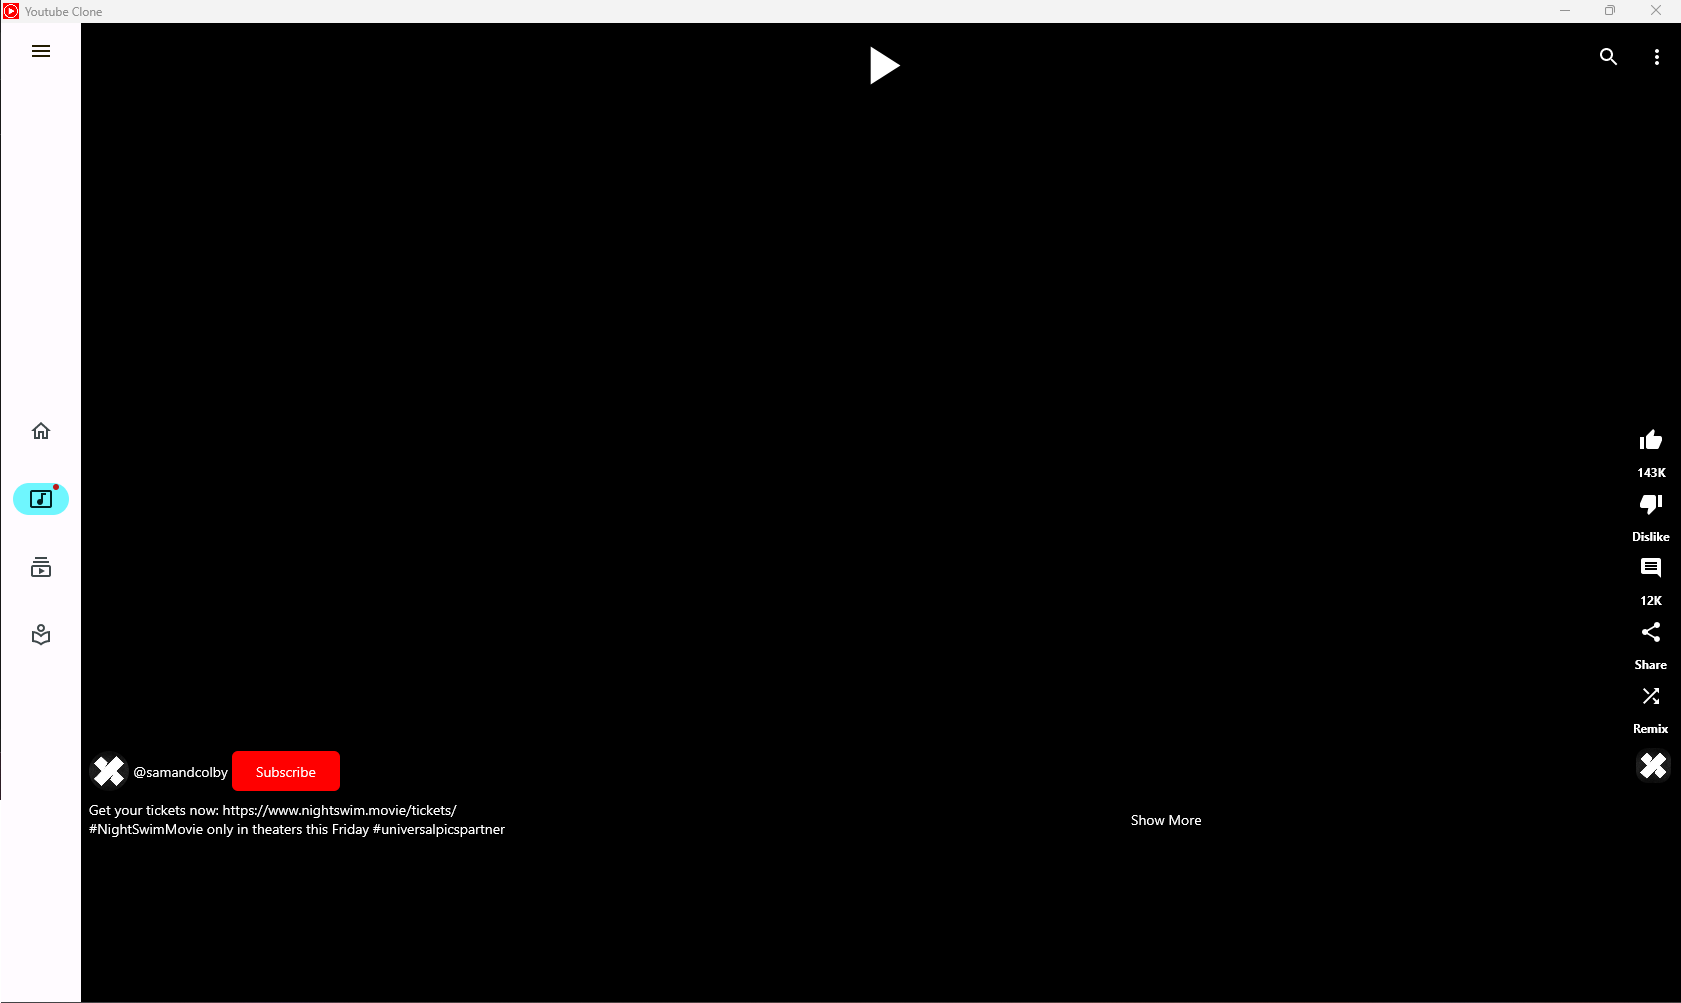 Youtube Clone
143K
Dislike
12K
Share
Remix
@samandcolby Subscribe
Get your tickets now: https://www.nightswim.movie/tickets/
#NightSwimMovie only in theaters this Friday #universalpicspartner
Show More